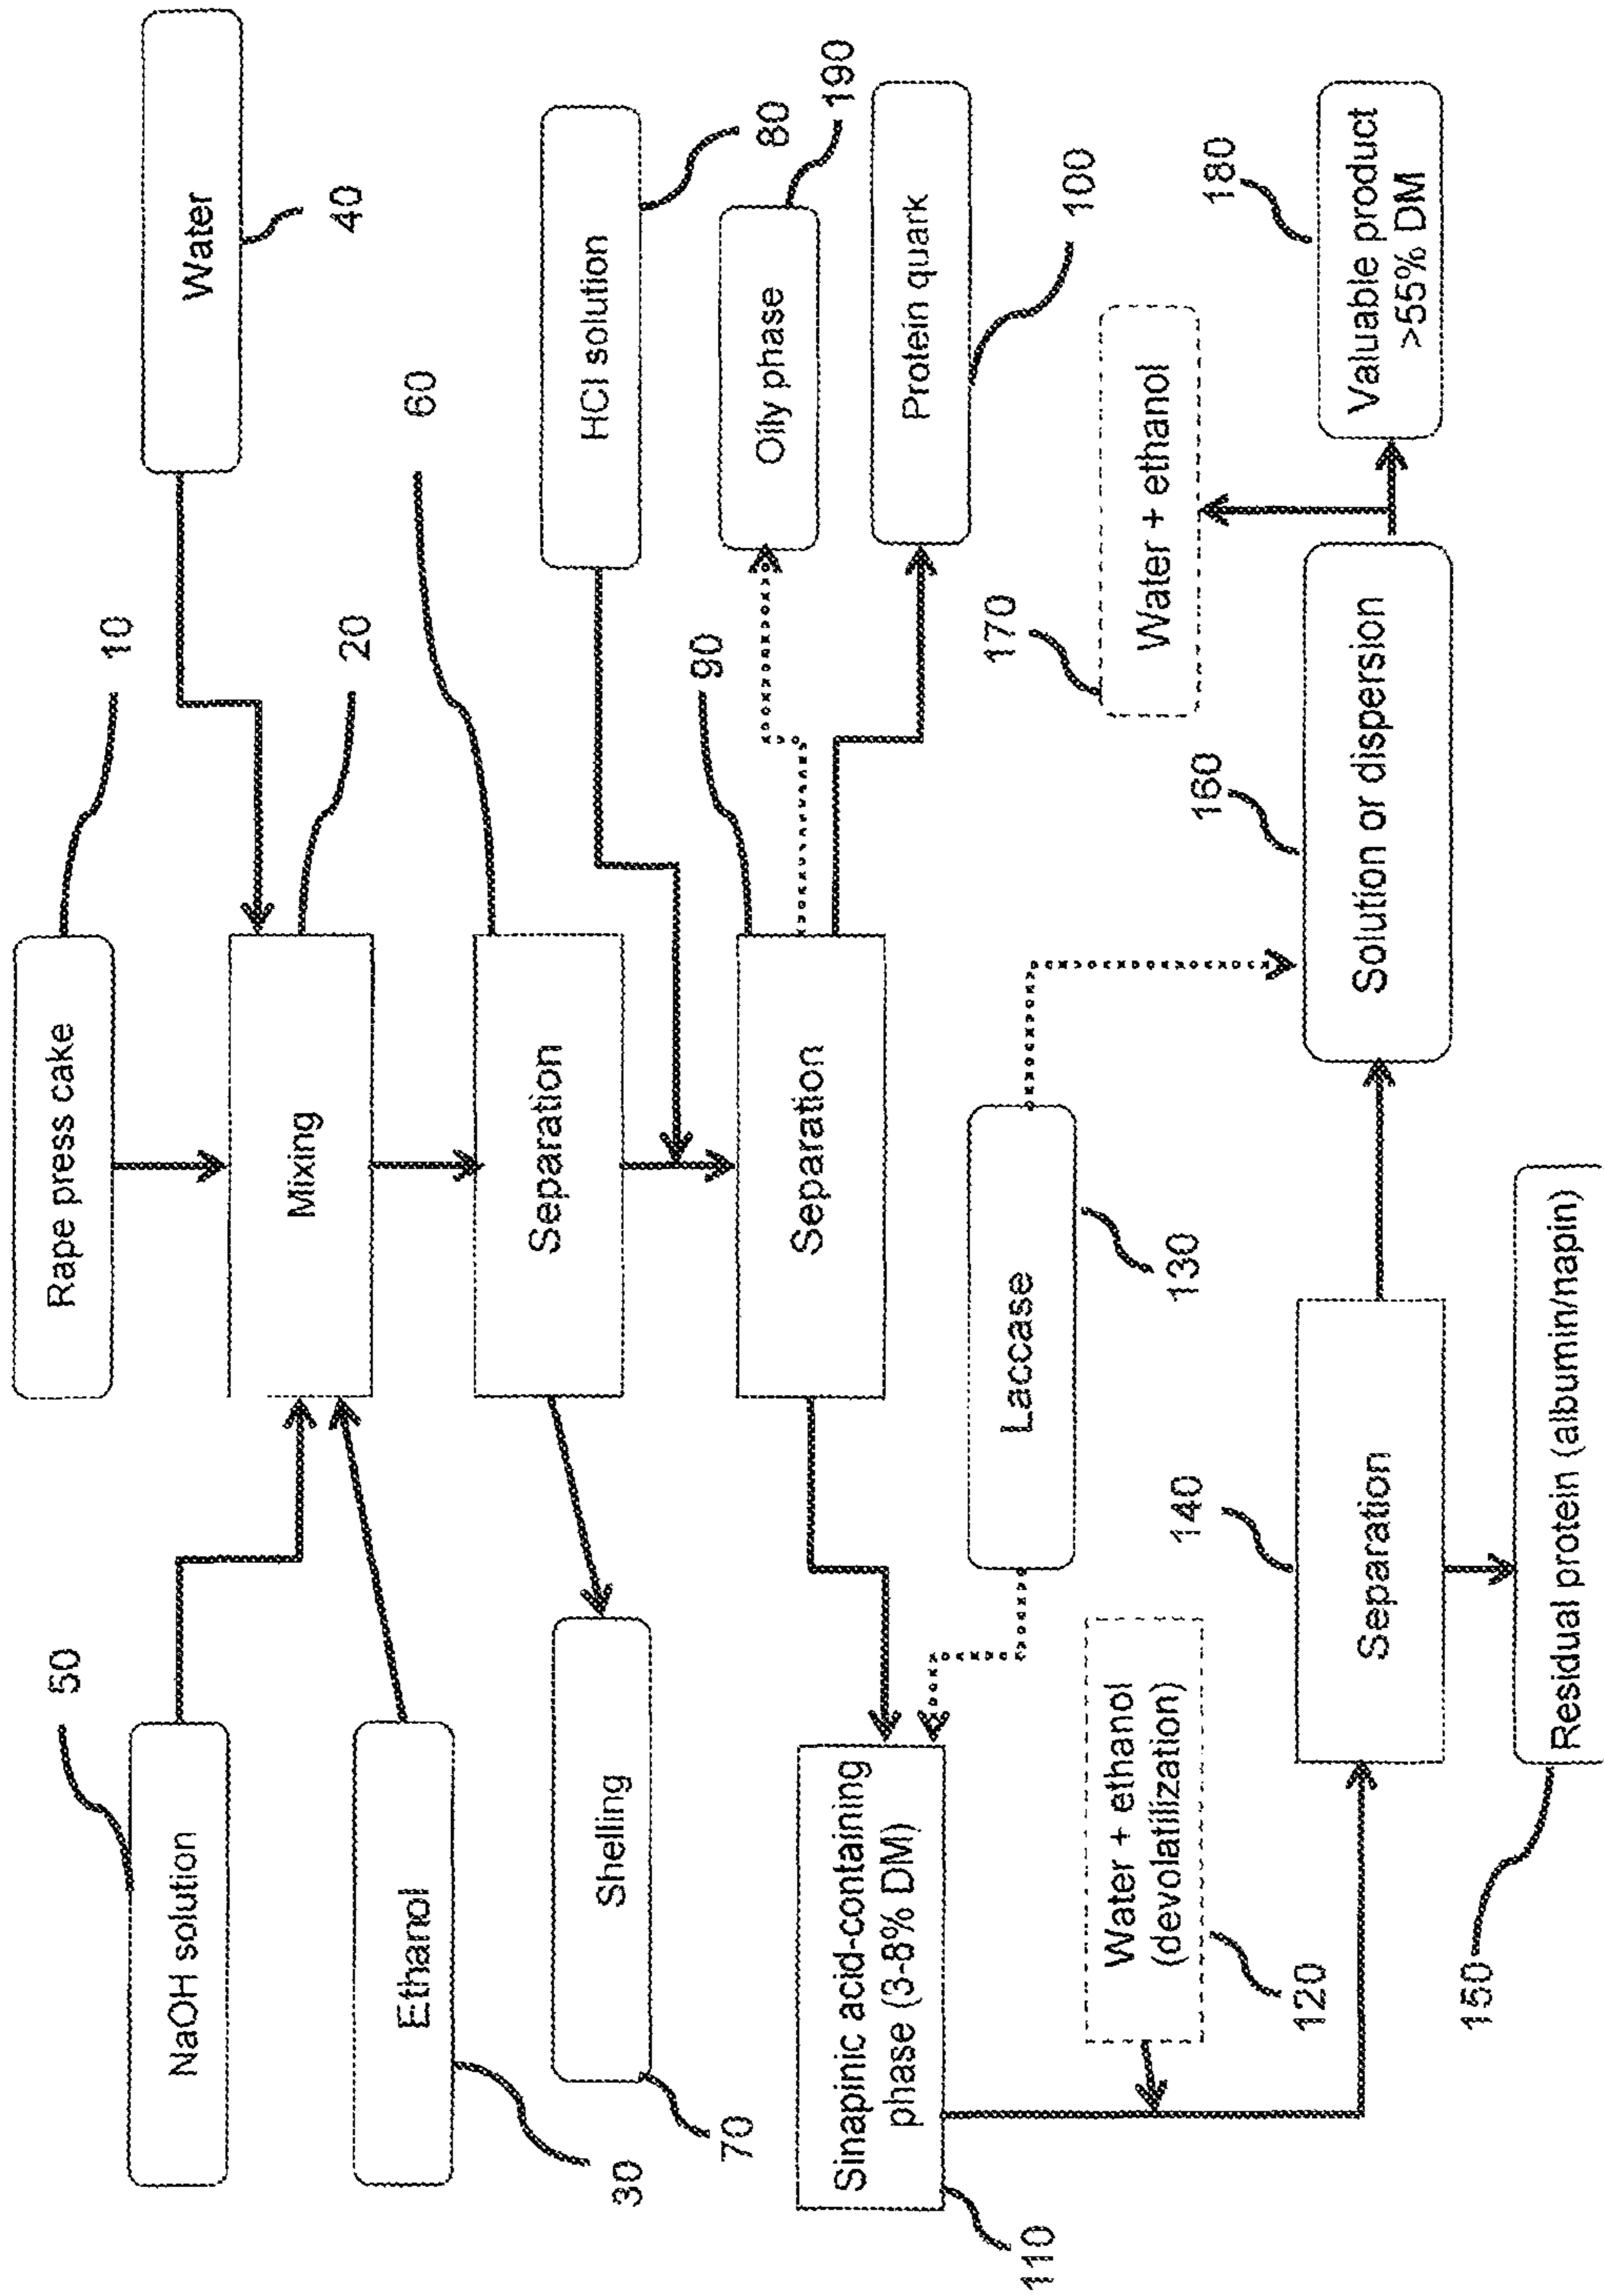 Rape press cake
10
Water
40
NaOH solution
50
Mixing
20
Ethanol
30
Separation
60
Shelling
70
HCl solution
80
Separation
90
Oily phase
190
Protein quark
100
Sinapinic acid-containing
phase (3-8% DM)
110
Laccase
130
Water + ethanol
(devolatilization)
120
Separation
140
Residual protein (albumin/napin)
150
Solution or dispersion
160
Water + ethanol
170
Valuable product
>55% DM
180